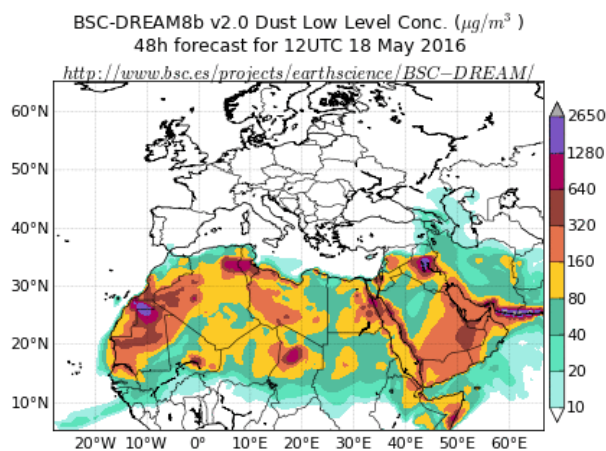 BSC-DREAM8b v2.0 Dust Low Level Conc. (μg/m³ )
48h forecast for 12UTC 18 May 2016
http://www.bsc.es/projects/earthscience/BSC−DREAM/
60°N
50°N
40°N
30°N
20°N
10°N
20°W 10°W 0° 10°E 20°E 30°E 40°E 50°E 60°E
2650
1280
640
320
160
80
40
20
10